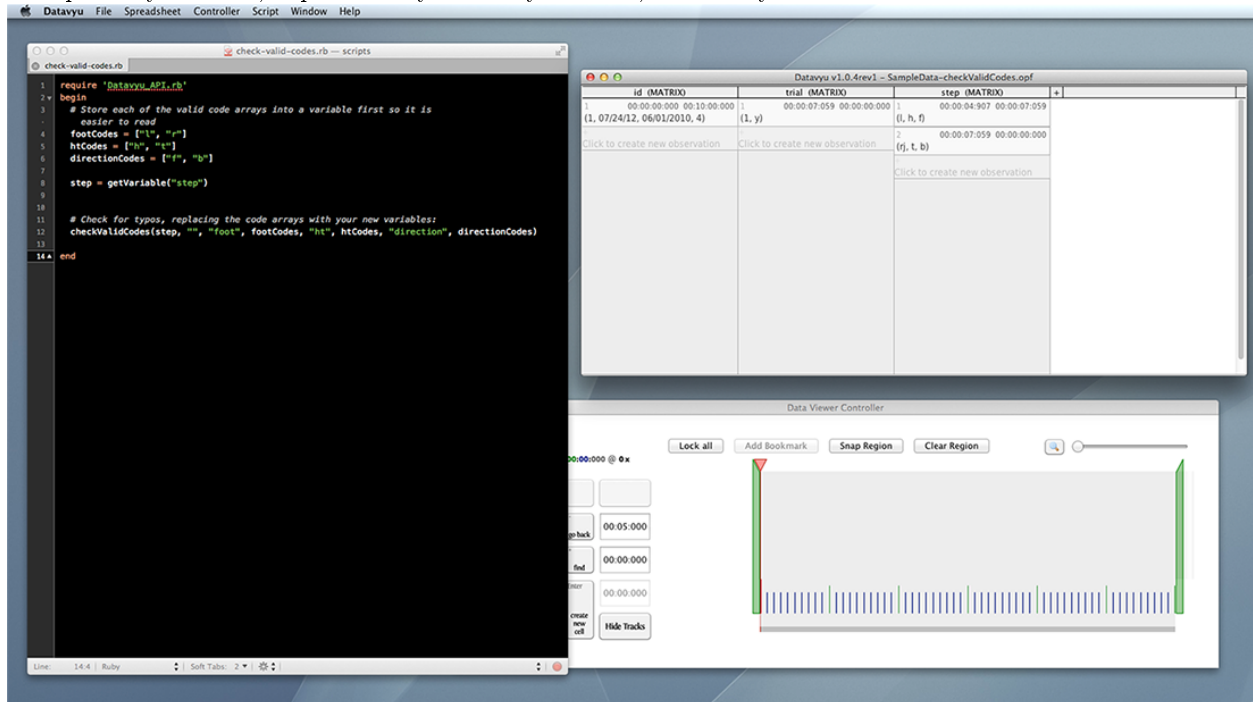 Datavyu File Spreadsheet Controller Script Window Help
check-valid-codes.rb — scripts
check-valid-codes.rb
1 require 'Datavyu_API.rb'
2 begin
3 # Store each of the valid code arrays into a variable first so it is
easier to read
4 footCodes = ["l", "r"]
5 htCodes = ["h", "t"]
6 directionCodes = ["f", "b"]
7
8 step = getVariable("step")
9
10
11 # Check for typos, replacing the code arrays with your new variables:
12 checkValidCodes(step, "", "foot", footCodes, "ht", htCodes, "direction", directionCodes)
13
14 end
Line: 14:4 Ruby Soft Tabs: 2
Datavyu v1.0.4rev1 - SampleData-checkValidCodes.opf
id (MATRIX) trial (MATRIX) step (MATRIX) +
1 00:00:00:000 00:10:00:000 1 00:00:07:059 00:00:00:000 1 00:00:04:907 00:00:07:059
(1, 07/24/12, 06/01/2010, 4) (1, y) (l, h, f)
Click to create new observation Click to create new observation 2 00:00:07:059 00:00:00:000
(rj, t, b)
Click to create new observation
Data Viewer Controller
Lock all Add Bookmark Snap Region Clear Region
00:00:000 @ 0x
go back 00:05:000
find 00:00:000
00:00:000
create
new
cell
Hide Tracks